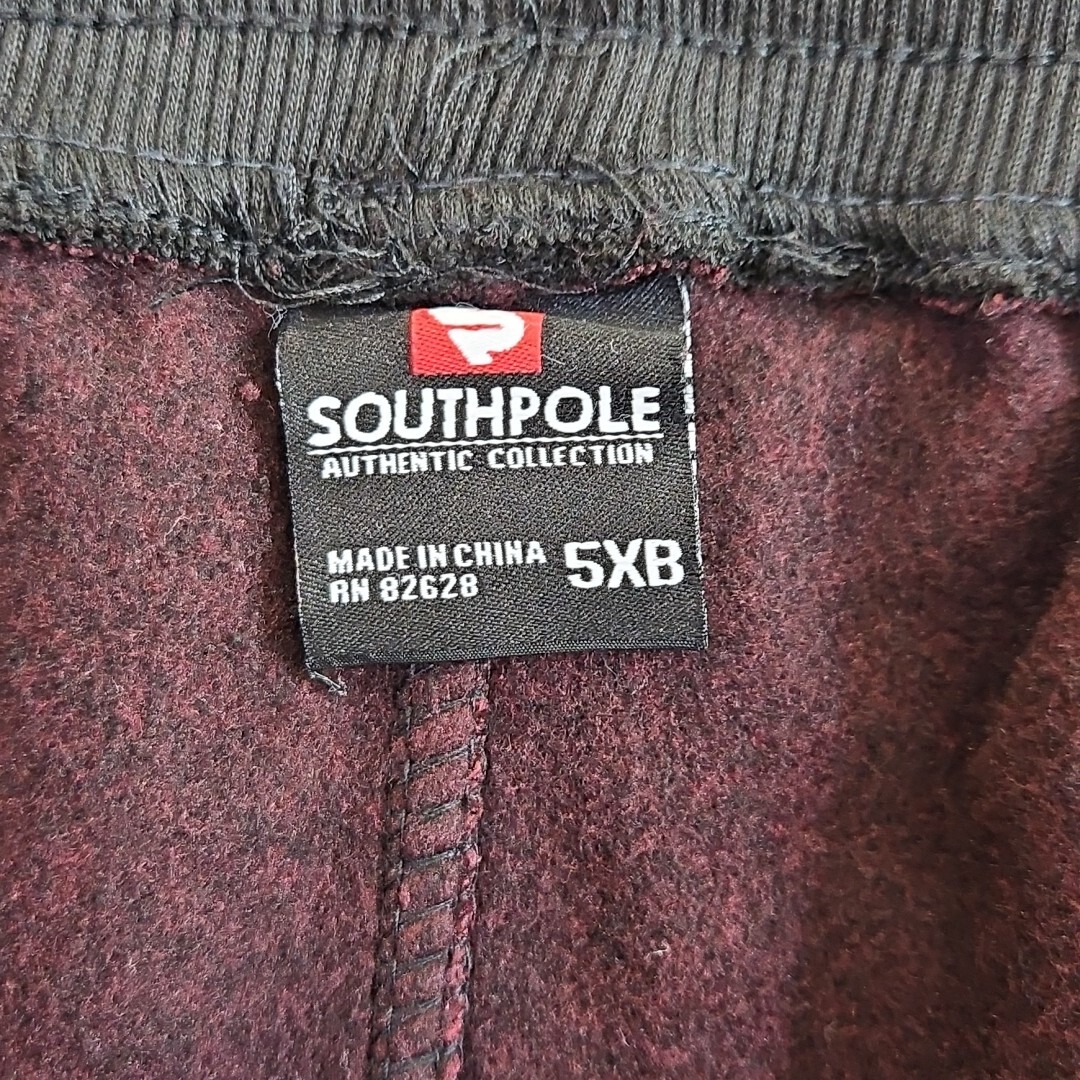 SOUTHPOLE
AUTHENTIC COLLECTION
MADE IN CHINA
RN 82628
5XB